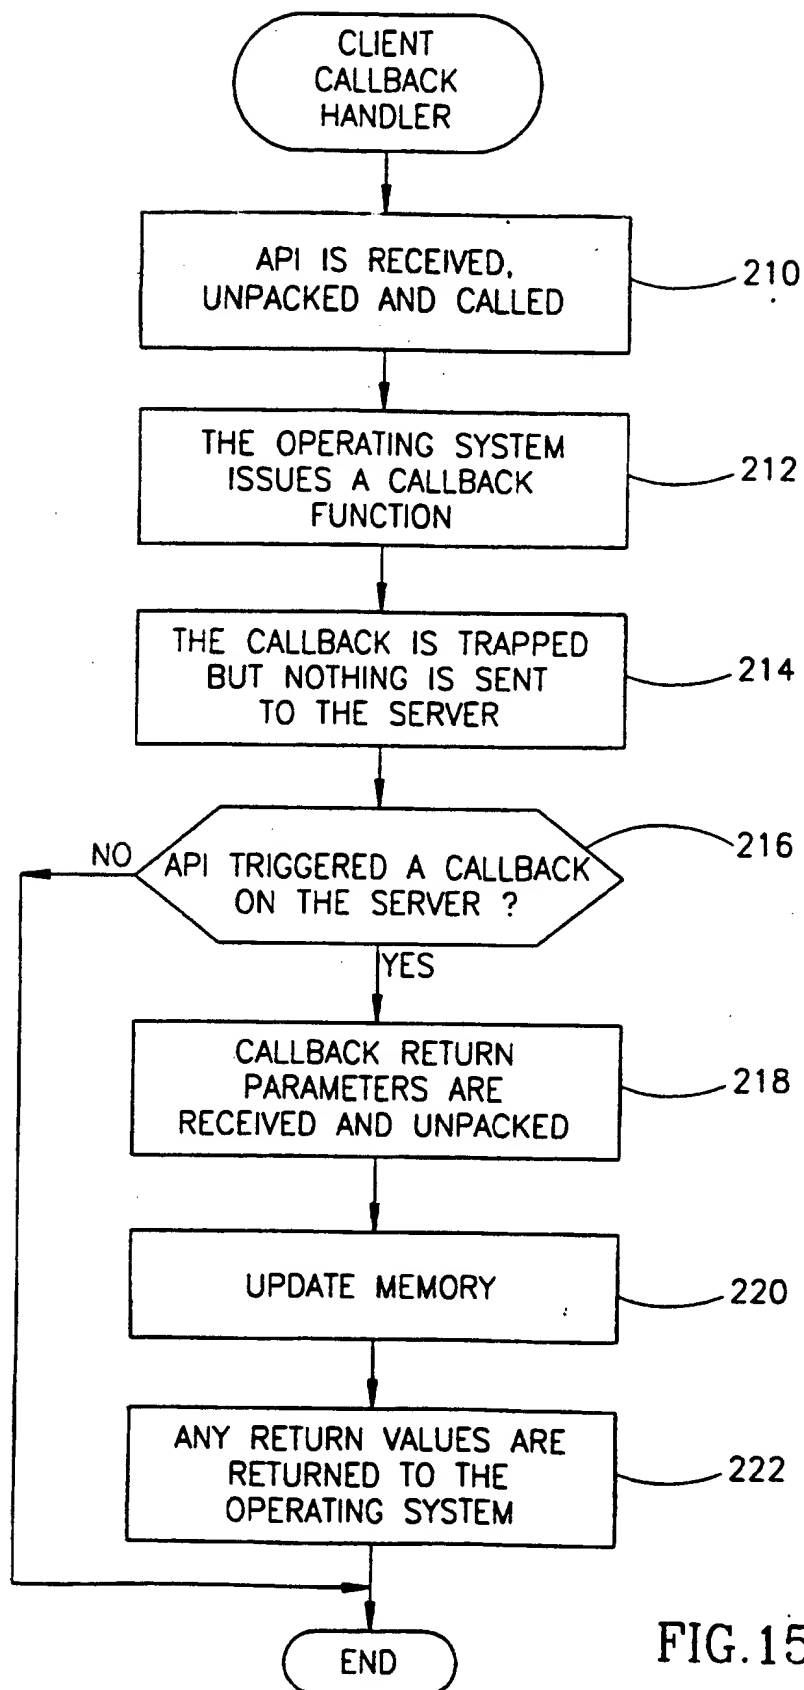 CLIENT
CALLBACK
HANDLER
API IS RECEIVED,
UNPACKED AND CALLED
210
THE OPERATING SYSTEM
ISSUES A CALLBACK
FUNCTION
212
THE CALLBACK IS TRAPPED
BUT NOTHING IS SENT
TO THE SERVER
214
NO
API TRIGGERED A CALLBACK
ON THE SERVER ?
216
YES
CALLBACK RETURN
PARAMETERS ARE
RECEIVED AND UNPACKED
218
UPDATE MEMORY
220
ANY RETURN VALUES ARE
RETURNED TO THE
OPERATING SYSTEM
222
END
FIG.15